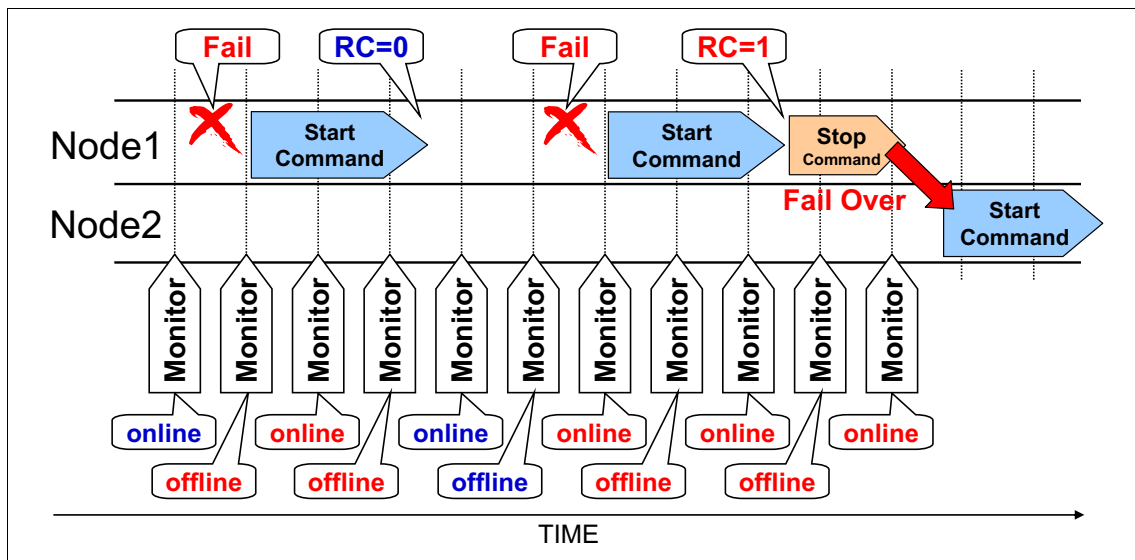 Fail
RC=0
Fail
RC=1
Node1
Start
Command
Start
Command
Stop
Command
Fail Over
Node2
Start
Command
Monitor
Monitor
Monitor
Monitor
Monitor
Monitor
Monitor
Monitor
Monitor
Monitor
Monitor
online
online
online
online
online
online
offline
offline
offline
offline
offline
TIME